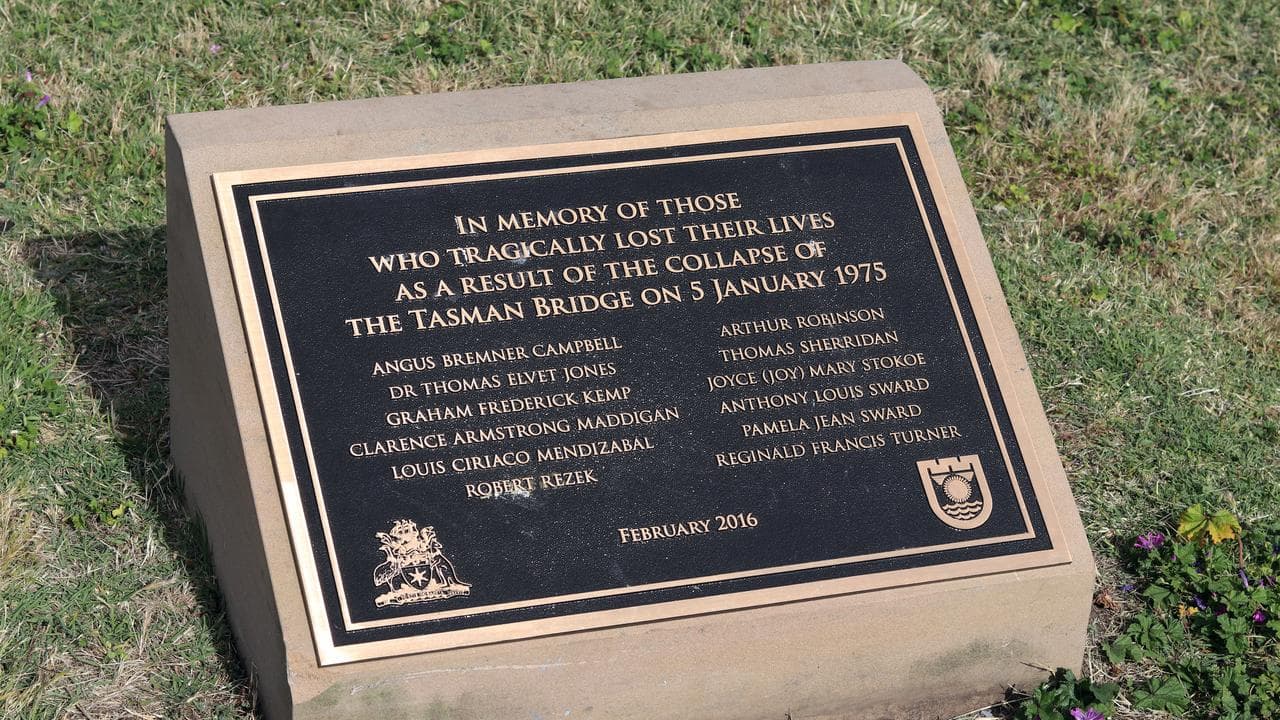 In memory of those
who tragically lost their lives
as a result of the collapse of
the Tasman Bridge on 5 January 1975
Angus Bremner Campbell
Dr Thomas Elvet Jones
Graham Frederick Kemp
Clarence Armstrong Maddigan
Louis Ciriaco Mendizabal
Robert Rezek
Arthur Robinson
Thomas Sherridan
Joyce (Joy) Mary Stokoe
Anthony Louis Sward
Pamela Jean Sward
Reginald Francis Turner
February 2016